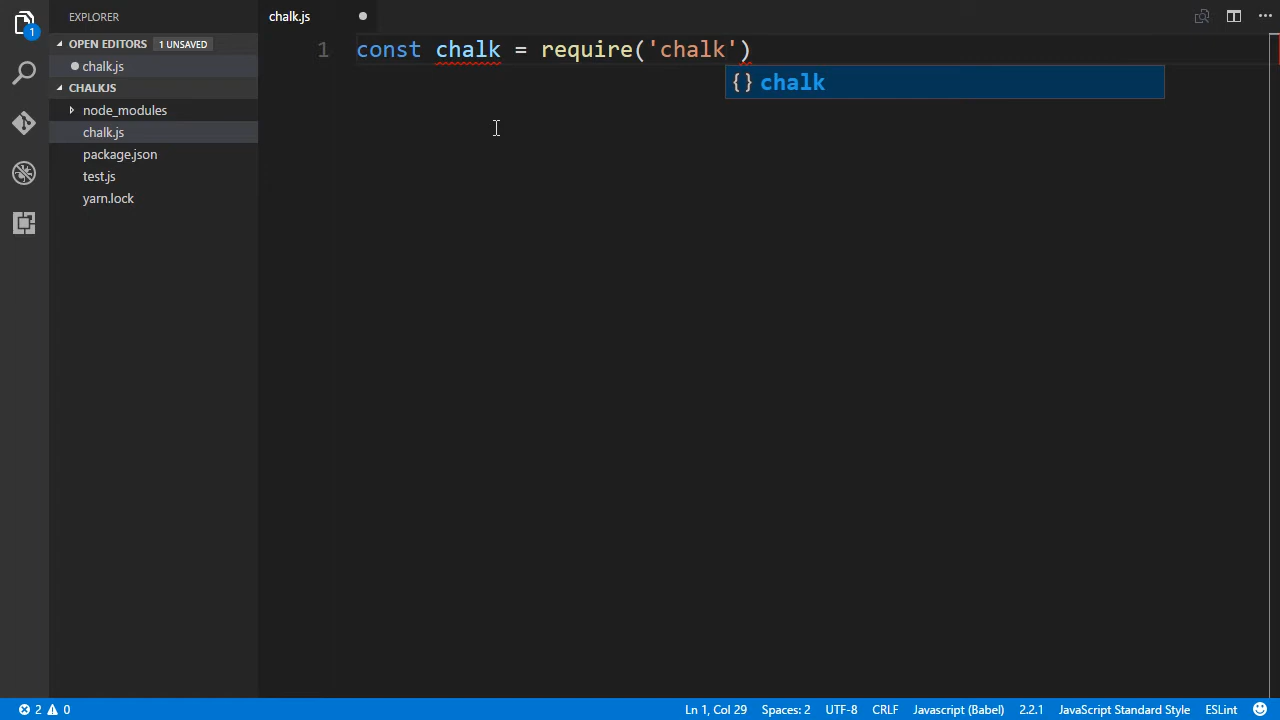 EXPLORER
chalk.js
1
OPEN EDITORS 1 UNSAVED
chalk.js
CHALKJS
node_modules
chalk.js
package.json
test.js
yarn.lock
1 const chalk = require('chalk')
{} chalk
2 0
Ln 1, Col 29 Spaces: 2 UTF-8 CRLF Javascript (Babel) 2.2.1 JavaScript Standard Style ESLint